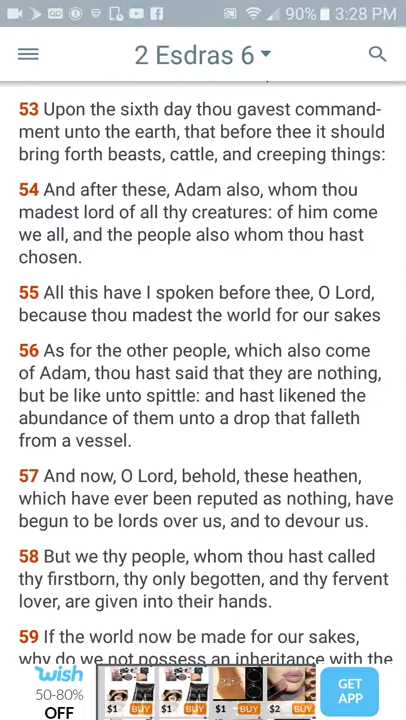 90% 3:28 PM
2 Esdras 6
53 Upon the sixth day thou gavest command-
ment unto the earth, that before thee it should
bring forth beasts, cattle, and creeping things:
54 And after these, Adam also, whom thou
madest lord of all thy creatures: of him come
we all, and the people also whom thou hast
chosen.
55 All this have I spoken before thee, O Lord,
because thou madest the world for our sakes
56 As for the other people, which also come
of Adam, thou hast said that they are nothing,
but be like unto spittle: and hast likened the
abundance of them unto a drop that falleth
from a vessel.
57 And now, O Lord, behold, these heathen,
which have ever been reputed as nothing, have
begun to be lords over us, and to devour us.
58 But we thy people, whom thou hast called
thy firstborn, thy only begotten, and thy fervent
lover, are given into their hands.
59 If the world now be made for our sakes,
why do we not possess an inheritance with the
wish
50-80%
OFF
$1 BUY $1 BUY $1 BUY $2 BUY
GET
APP